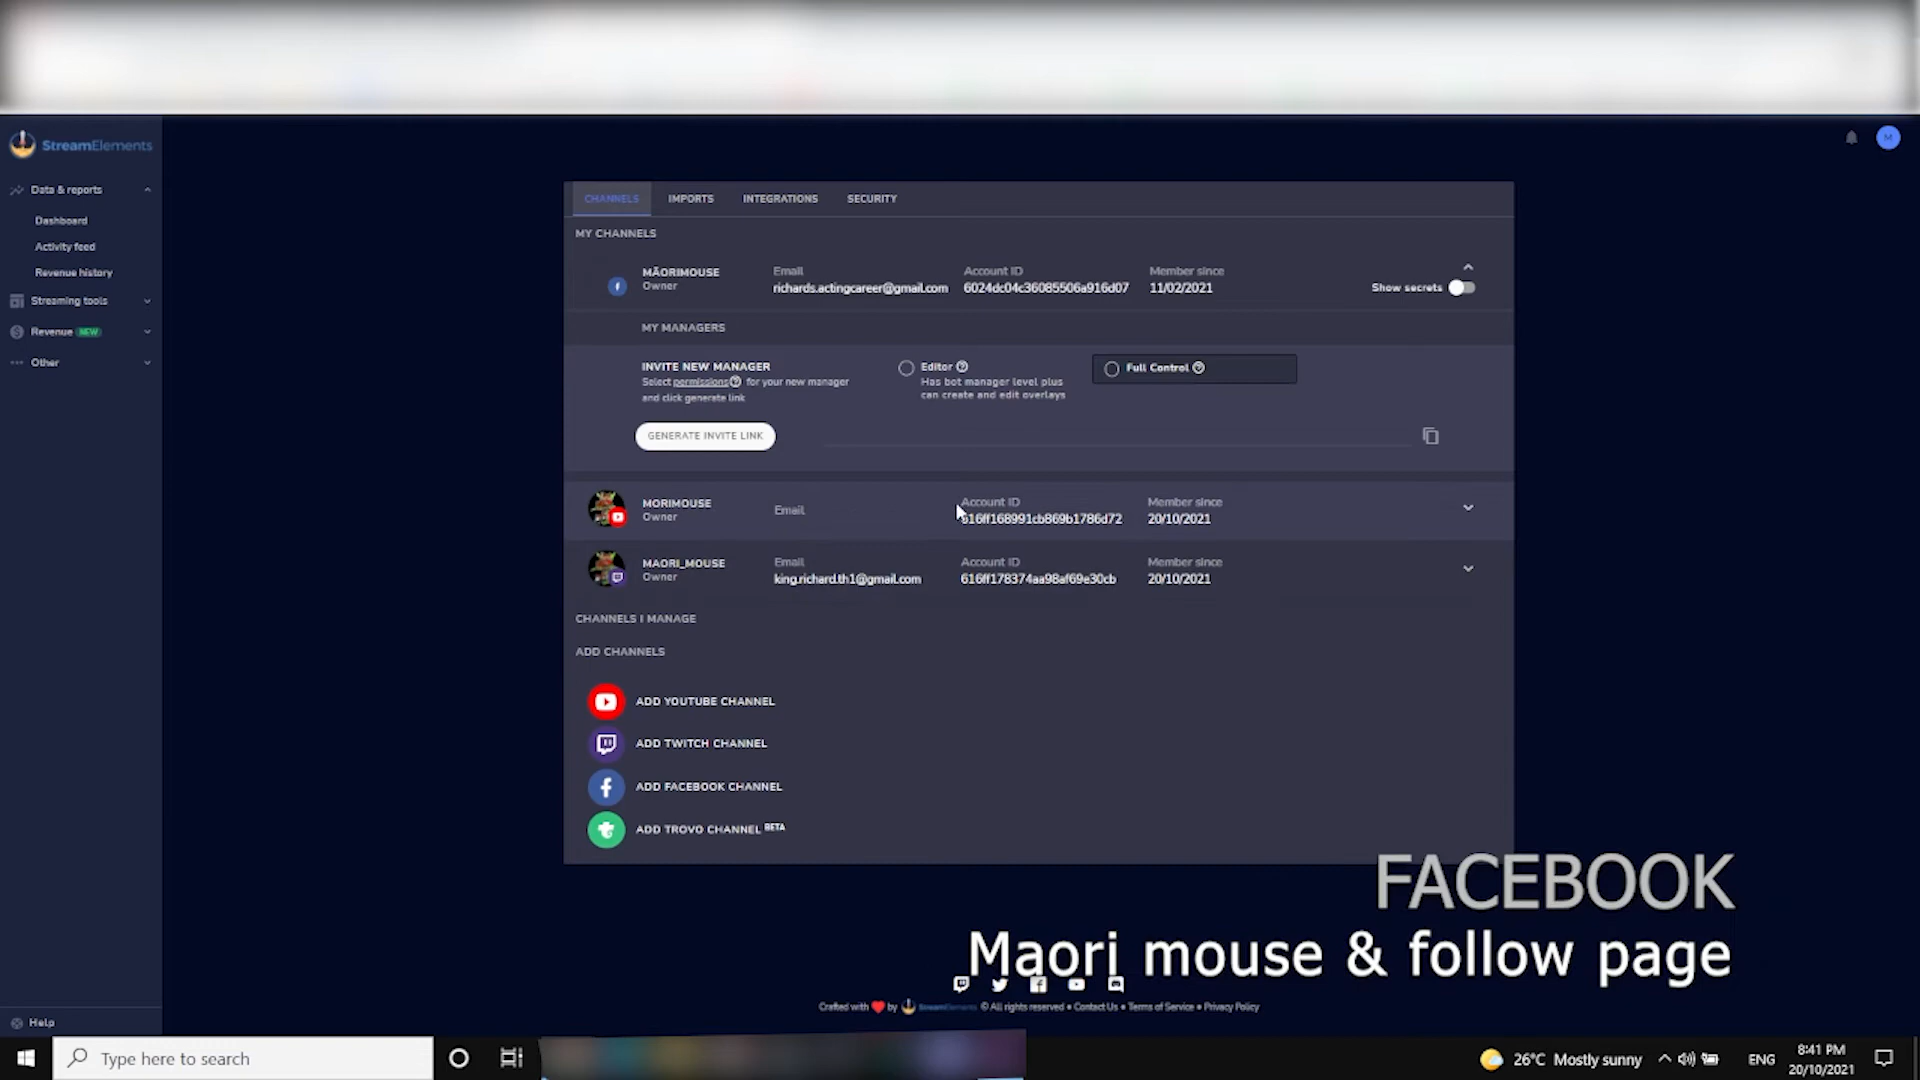 StreamElements
Data & reports
Dashboard
Activity feed
Revenue history
Streaming tools
Revenue NEW
Other
Help
M
CHANNELS IMPORTS INTEGRATIONS SECURITY
MY CHANNELS
MĀORIMOUSE
Owner
Email
richards.actingcareer@gmail.com
Account ID
6024dc04c36085506a916d07
Member since
11/02/2021
Show secrets
MY MANAGERS
INVITE NEW MANAGER
Select permissions for your new manager
and click generate link
Editor
Has bot manager level plus
can create and edit overlays
Full Control
GENERATE INVITE LINK
MORIMOUSE
Owner
Email
Account ID
616ff168991cb869b1786d72
Member since
20/10/2021
MAORI_MOUSE
Owner
Email
king.richard.th1@gmail.com
Account ID
616ff178374aa98af69e30cb
Member since
20/10/2021
CHANNELS I MANAGE
ADD CHANNELS
ADD YOUTUBE CHANNEL
ADD TWITCH CHANNEL
ADD FACEBOOK CHANNEL
ADD TROVO CHANNEL BETA
FACEBOOK
Maori mouse & follow page
Crafted with by StreamElements © All rights reserved • Contact Us • Terms of Service • Privacy Policy
Type here to search
26°C Mostly sunny
ENG
8:41 PM
20/10/2021